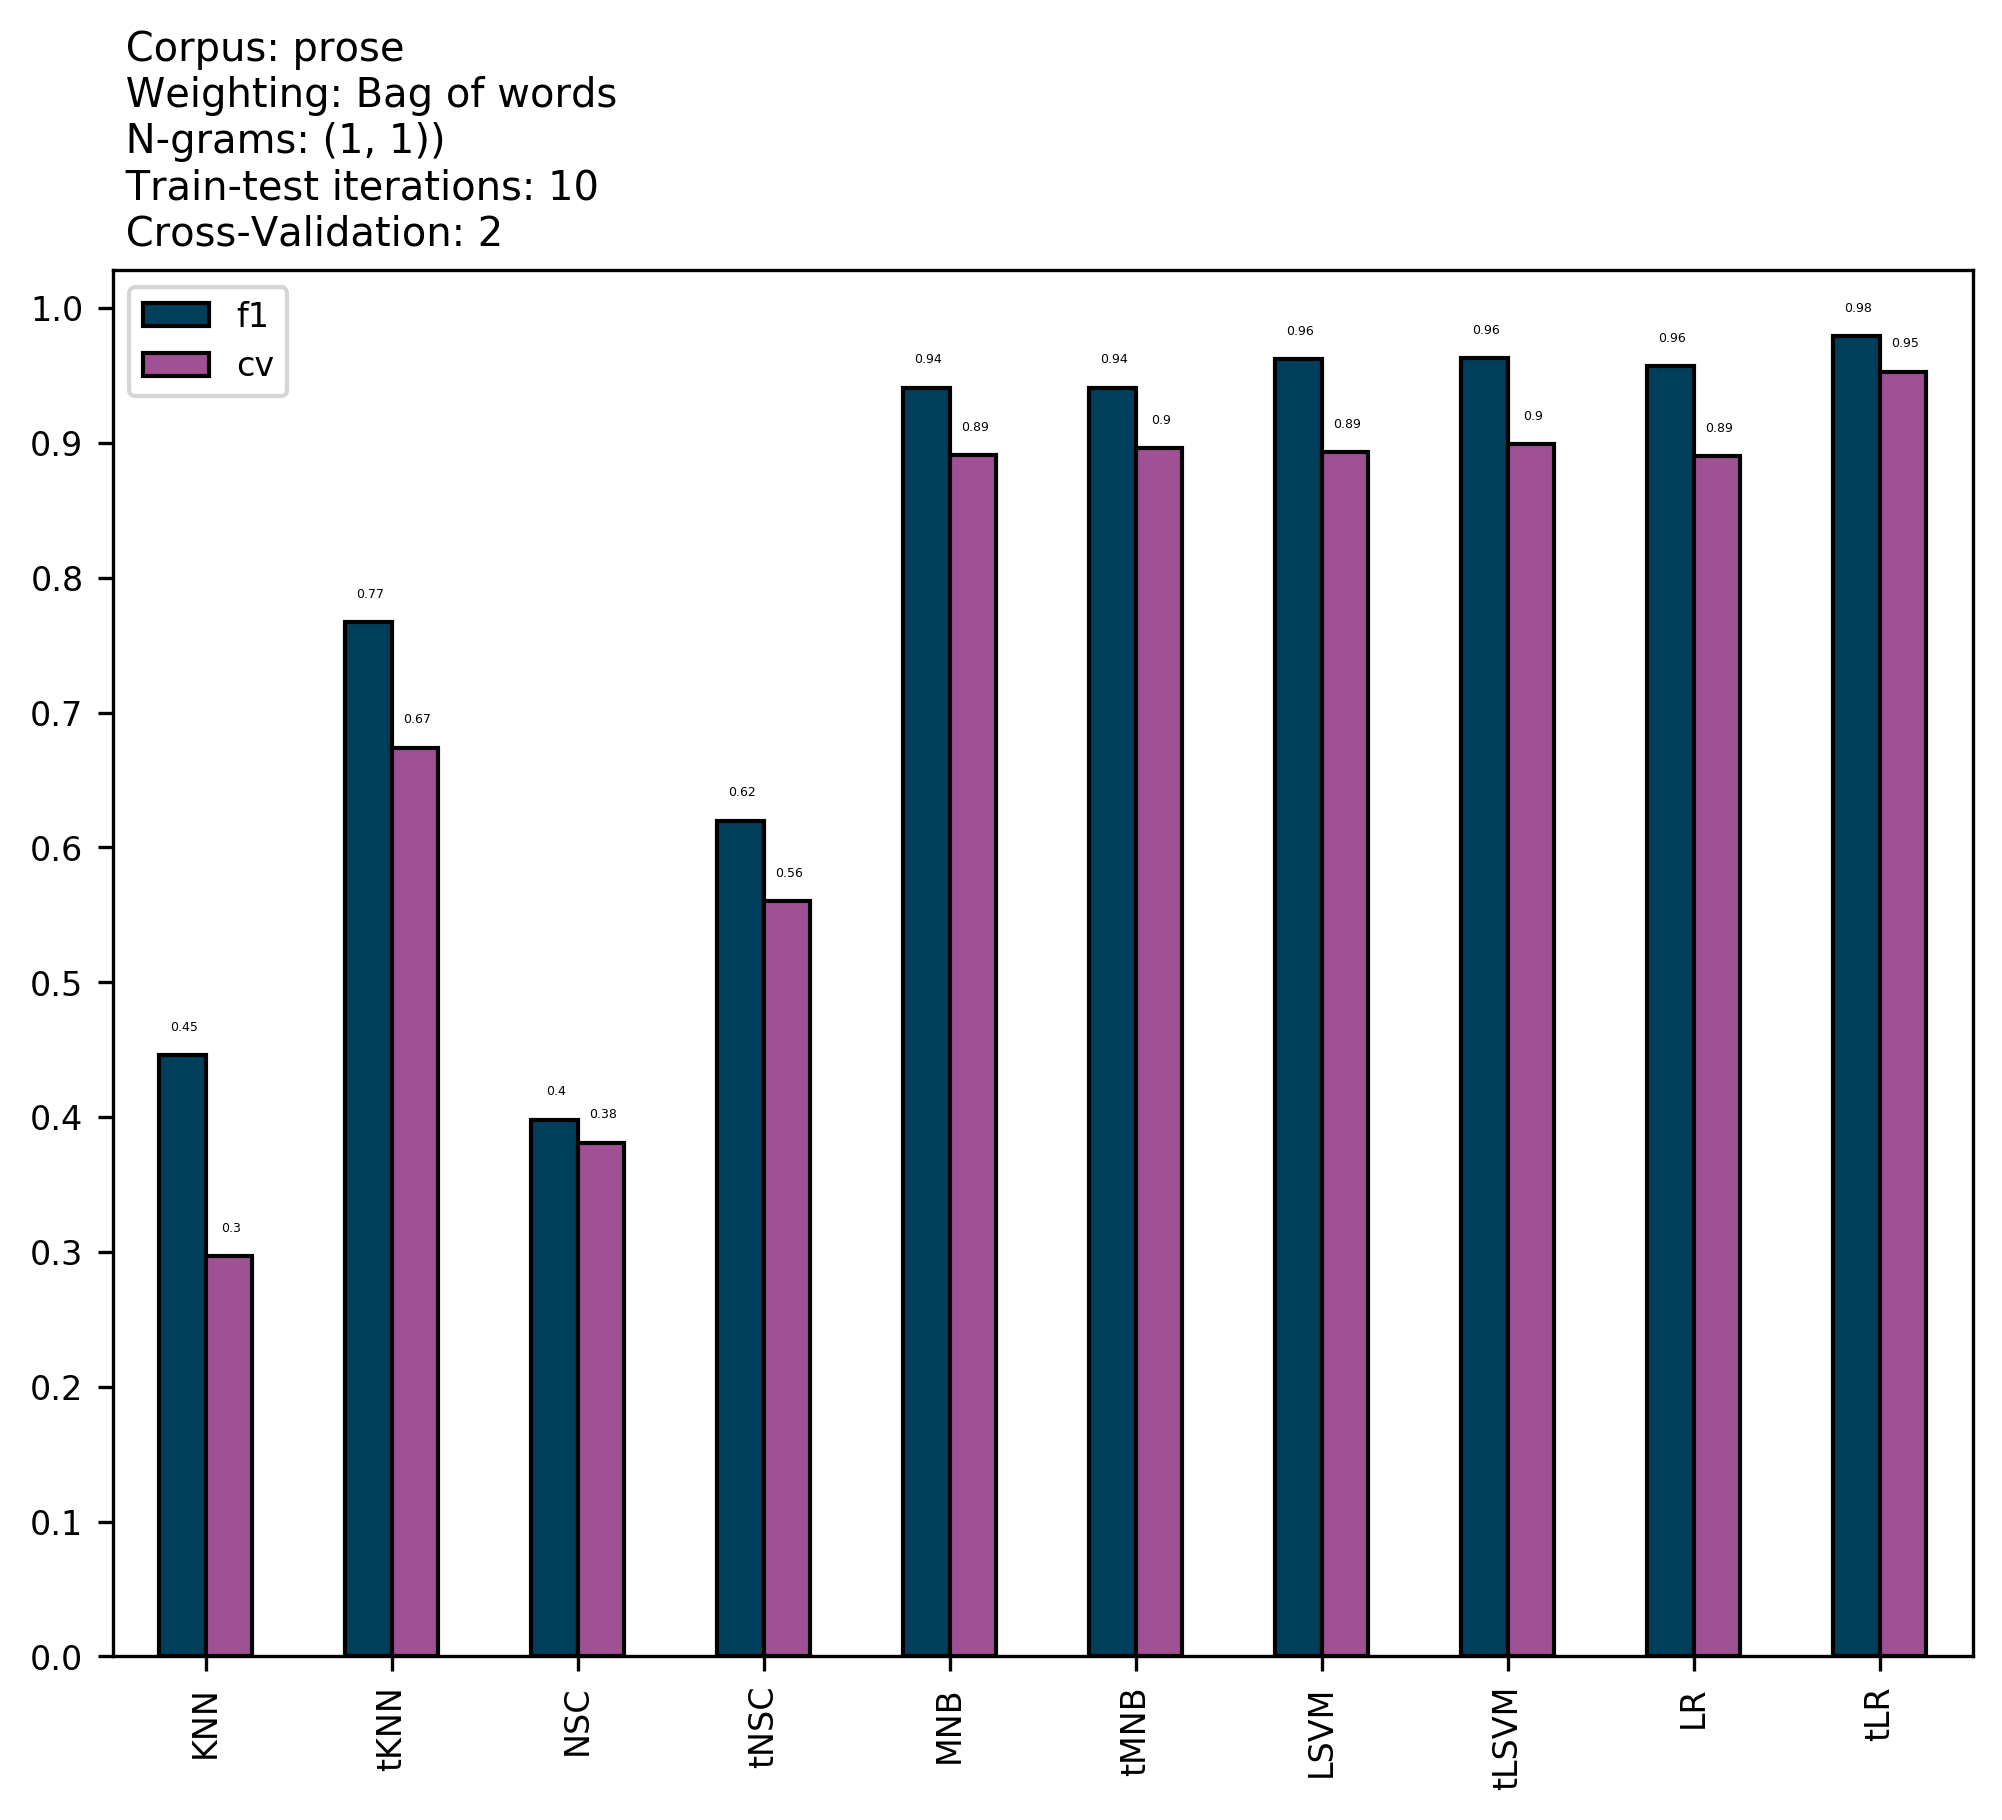 Corpus: prose
Weighting: Bag of words
N-grams: (1, 1))
Train-test iterations: 10
Cross-Validation: 2
f1
cv
1.0
0.9
0.8
0.7
0.6
0.5
0.4
0.3
0.2
0.1
0.0
0.45
0.3
0.77
0.67
0.4
0.38
0.62
0.56
0.94
0.89
0.94
0.9
0.96
0.89
0.96
0.9
0.96
0.89
0.98
0.95
KNN
tKNN
NSC
tNSC
MNB
tMNB
LSVM
tLSVM
LR
tLR